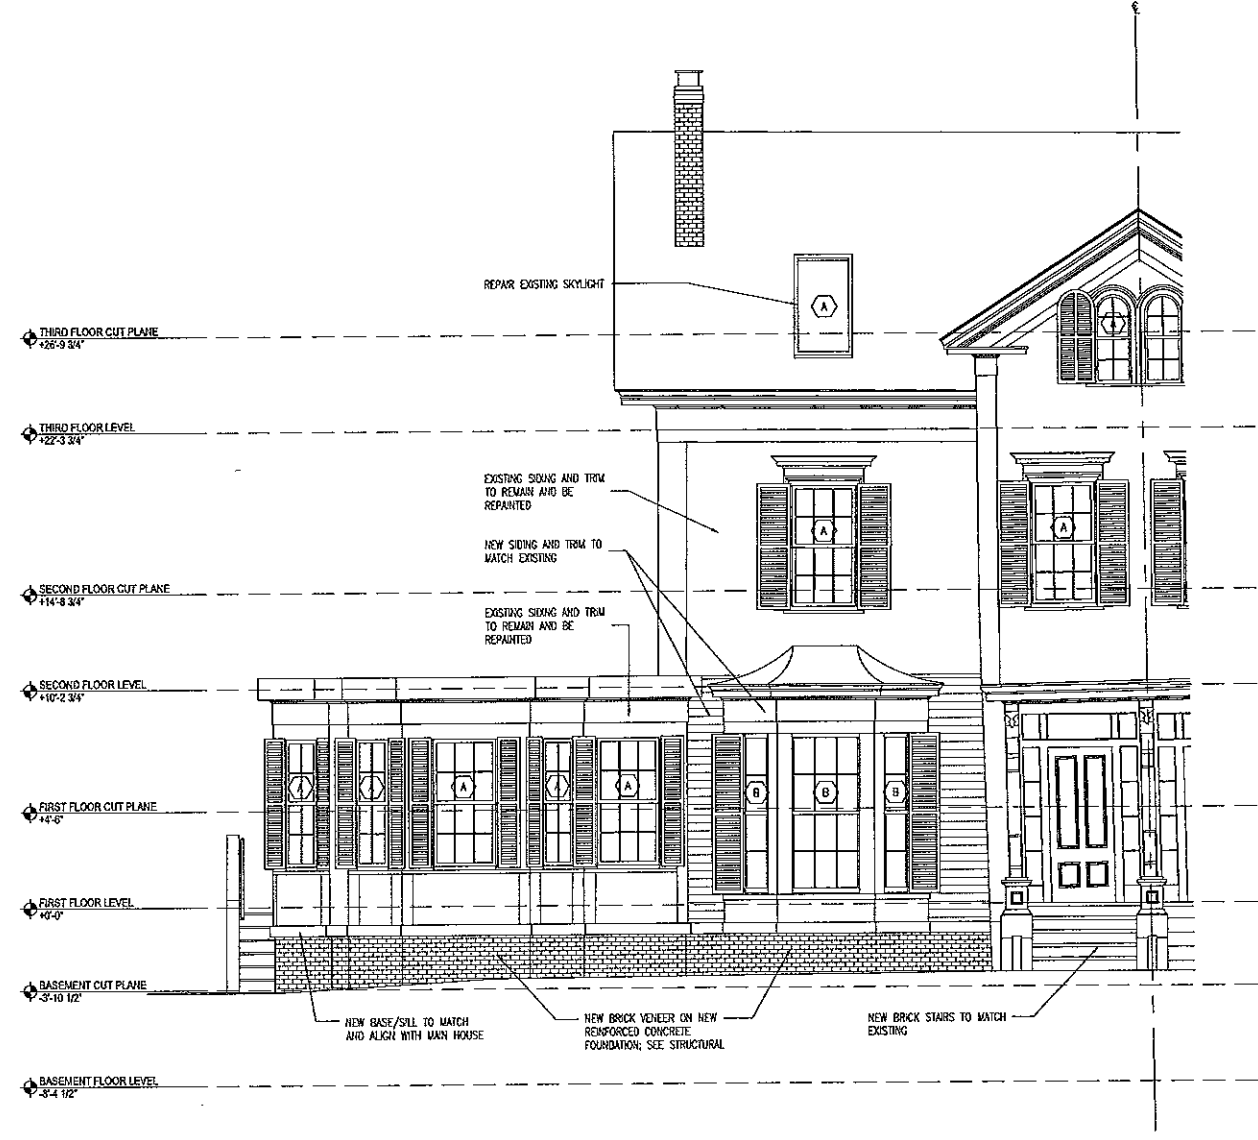 ℄
REPAIR EXISTING SKYLIGHT
A
A
THIRD FLOOR CUT PLANE
+26'-9 3/4"
THIRD FLOOR LEVEL
+22'-3 3/4"
EXISTING SIDING AND TRIM
TO REMAIN AND BE
REPAINTED
A
A
NEW SIDING AND TRIM TO
MATCH EXISTING
SECOND FLOOR CUT PLANE
+14'-8 3/4"
EXISTING SIDING AND TRIM
TO REMAIN AND BE
REPAINTED
SECOND FLOOR LEVEL
+10'-2 3/4"
A
A
A
A
A
B
B
B
FIRST FLOOR CUT PLANE
+4'-6"
FIRST FLOOR LEVEL
+0'-0"
BASEMENT CUT PLANE
-3'-10 1/2"
NEW BASE/SILL TO MATCH
AND ALIGN WITH MAIN HOUSE
NEW BRICK VENEER ON NEW
REINFORCED CONCRETE
FOUNDATION; SEE STRUCTURAL
NEW BRICK STAIRS TO MATCH
EXISTING
BASEMENT FLOOR LEVEL
-8'-4 1/2"